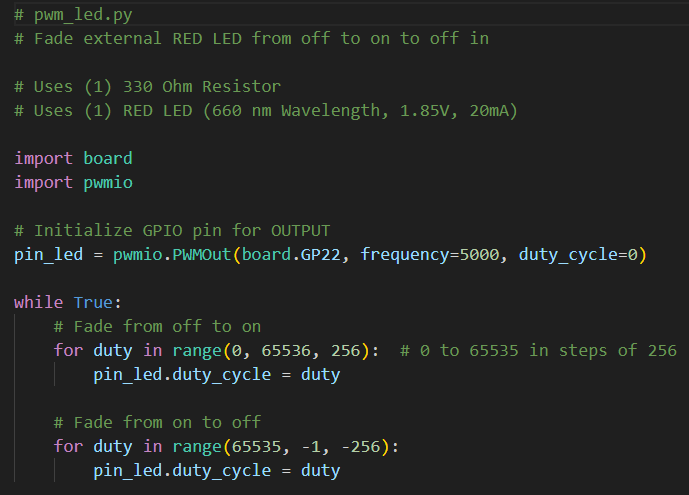 # pwm_led.py
# Fade external RED LED from off to on to off in

# Uses (1) 330 Ohm Resistor
# Uses (1) RED LED (660 nm Wavelength, 1.85V, 20mA)

import board
import pwmio

# Initialize GPIO pin for OUTPUT
pin_led = pwmio.PWMOut(board.GP22, frequency=5000, duty_cycle=0)

while True:
    # Fade from off to on
    for duty in range(0, 65536, 256):  # 0 to 65535 in steps of 256
        pin_led.duty_cycle = duty

    # Fade from on to off
    for duty in range(65535, -1, -256):
        pin_led.duty_cycle = duty